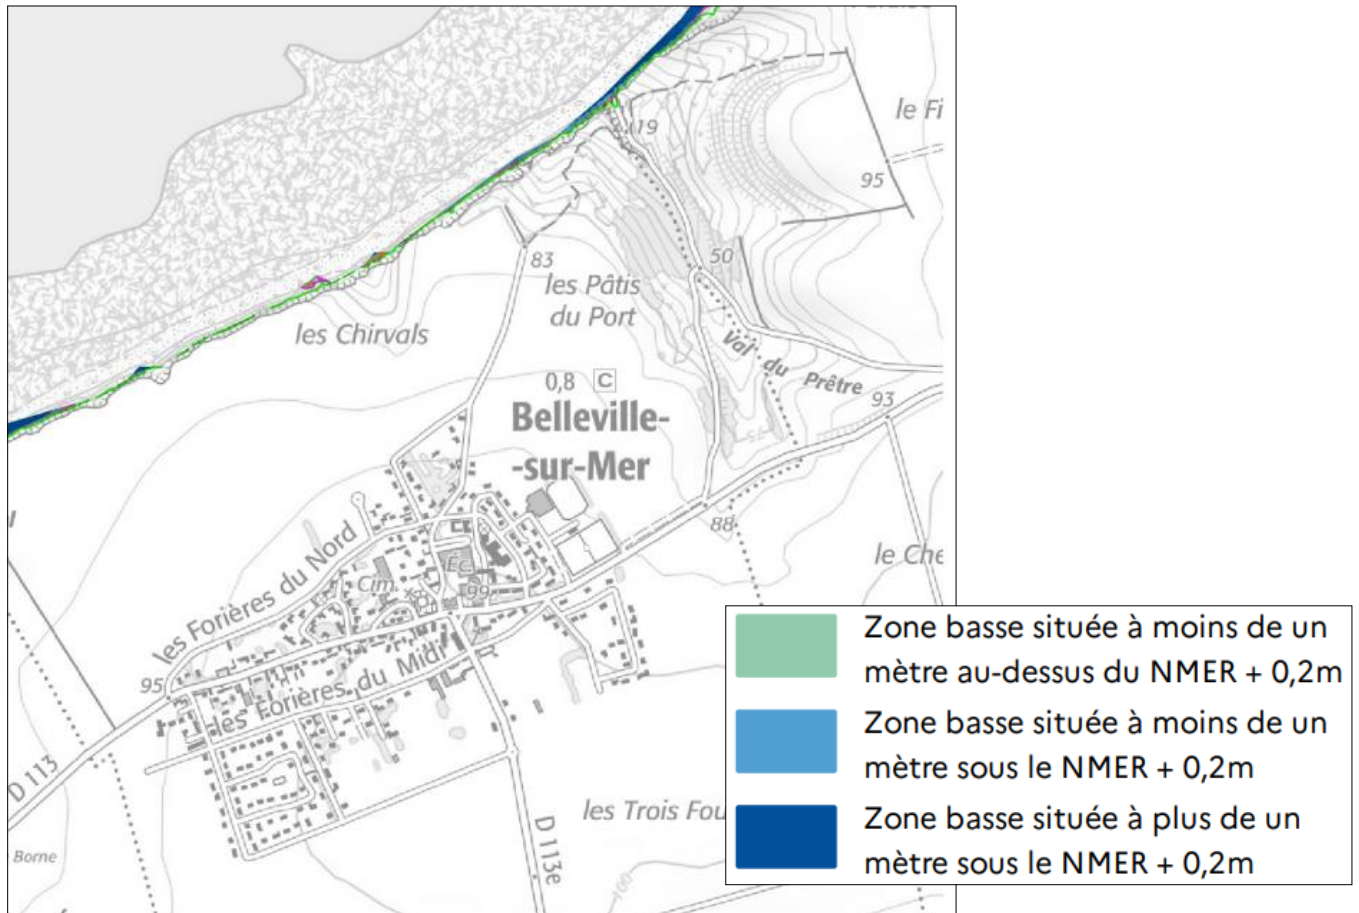 le Fi
119
95
83
50
les Pâtis
du Port
les Chirvals
Val du Prêtre
0,8 C
93
Belleville-
-sur-Mer
75
88
les Forières du Nord
Éc.
Cim.
99
le Che
95
les Forières du Midi
D 113
les Trois Fou
D 113e
Borne
100
Zone basse située à moins de un
mètre au-dessus du NMER + 0,2m
Zone basse située à moins de un
mètre sous le NMER + 0,2m
Zone basse située à plus de un
mètre sous le NMER + 0,2m